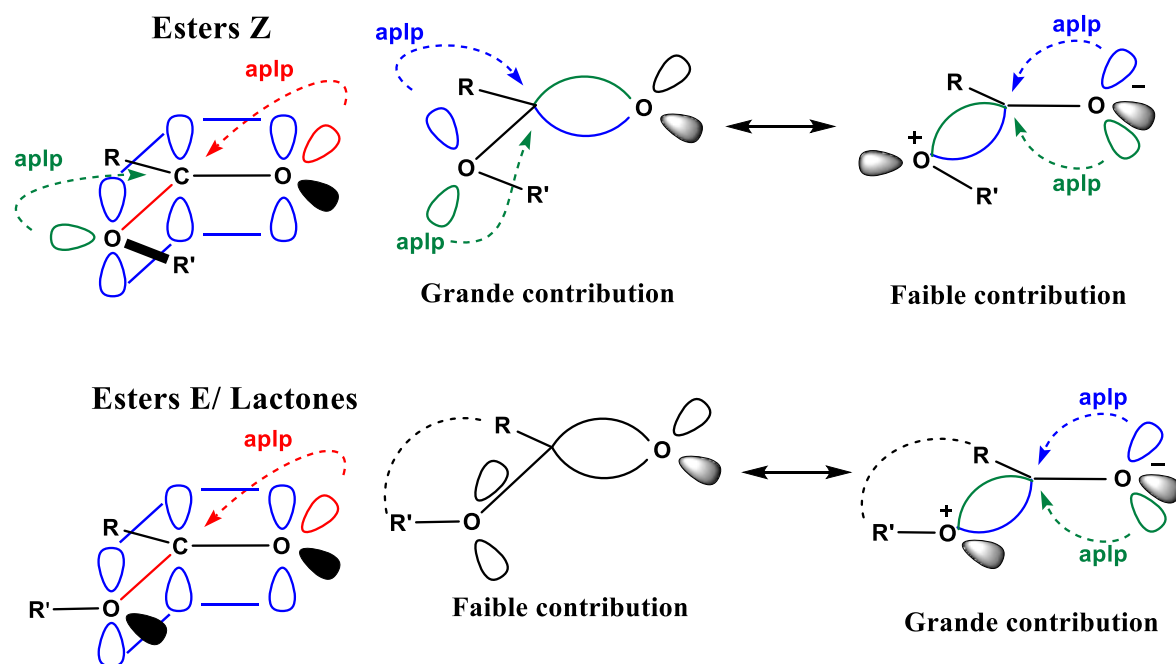 Esters Z
aplp
aplp
R
C
O
O
R'
aplp
R
O
O
R'
aplp
Grande contribution
aplp
R
O
−
+
O
R'
aplp
Faible contribution
Esters E/ Lactones
aplp
R
C
O
R'
O
R
O
R'
O
Faible contribution
aplp
R
O
−
+
R'
O
aplp
Grande contribution